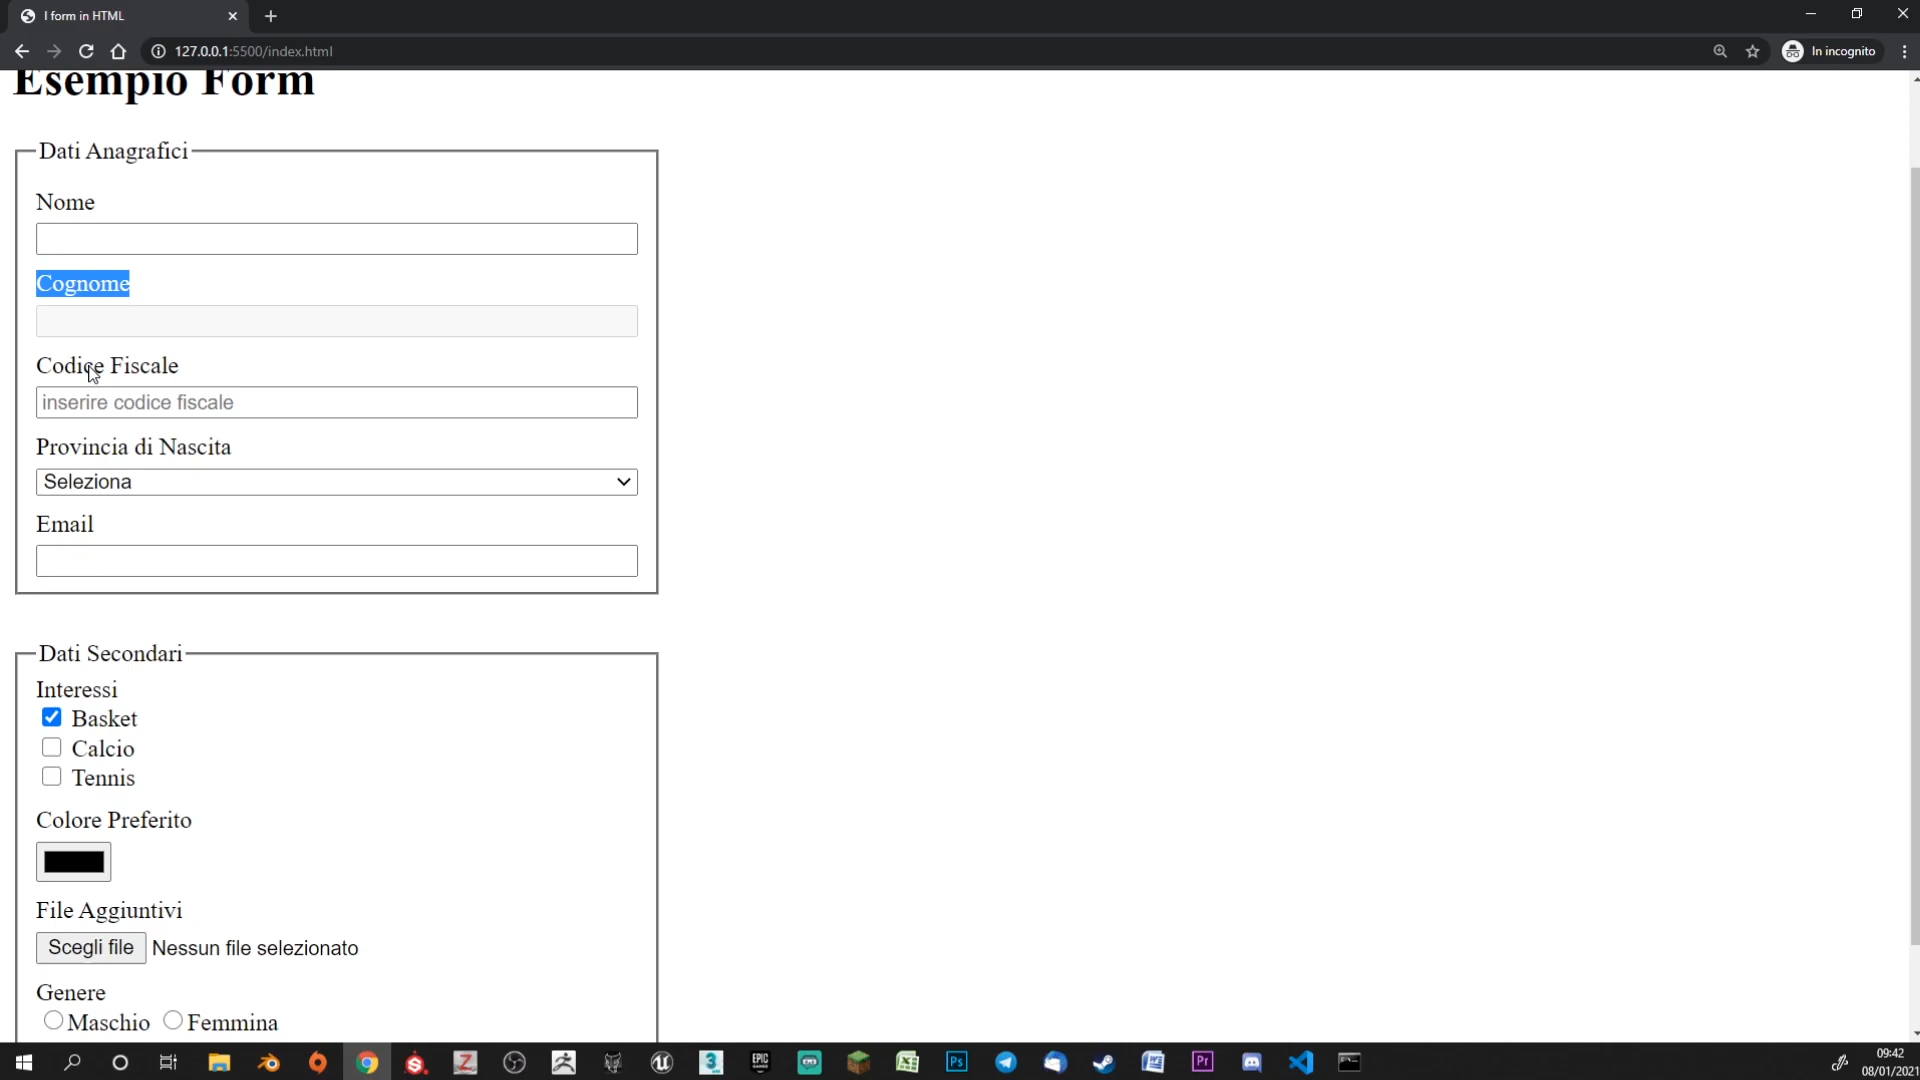 I form in HTML
127.0.0.1:5500/index.html
In incognito
Esempio Form
Dati Anagrafici
Nome
Cognome
Codice Fiscale
inserire codice fiscale
Provincia di Nascita
Seleziona
Email
Dati Secondari
Interessi
Basket
Calcio
Tennis
Colore Preferito
File Aggiuntivi
Scegli file Nessun file selezionato
Genere
Maschio Femmina
09:42
08/01/2021